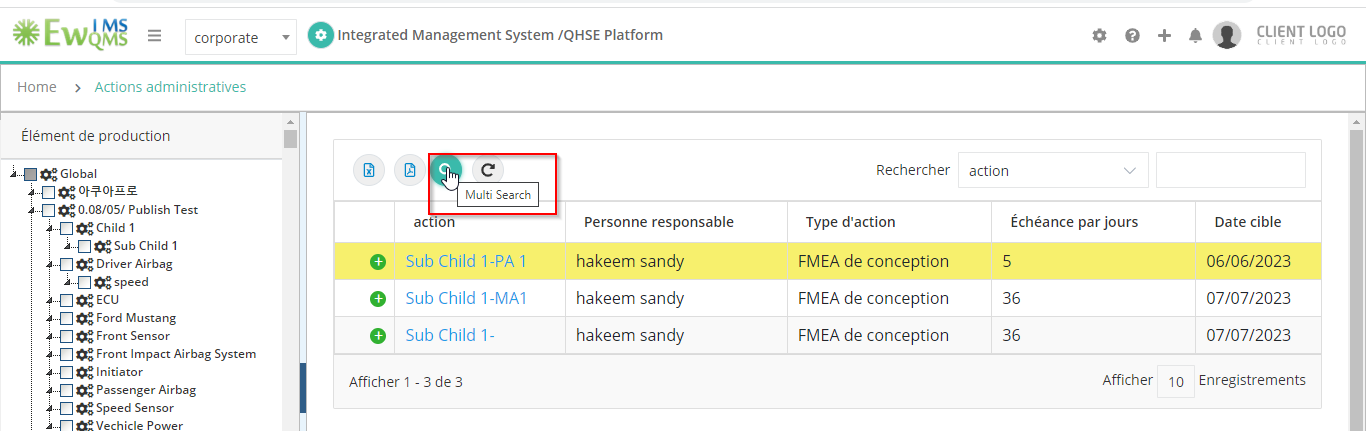 EwQMS IMS
corporate
Integrated Management System /QHSE Platform
CLIENT LOGO
CLIENT LOGO
Home > Actions administratives
Élément de production
Global
아쿠아프로
0.08/05/ Publish Test
Child 1
Sub Child 1
Driver Airbag
speed
ECU
Ford Mustang
Front Sensor
Front Impact Airbag System
Initiator
Passenger Airbag
Speed Sensor
Vechicle Power
Multi Search
Rechercher action
action Personne responsable Type d'action Échéance par jours Date cible
Sub Child 1-PA 1 hakeem sandy FMEA de conception 5 06/06/2023
Sub Child 1-MA1 hakeem sandy FMEA de conception 36 07/07/2023
Sub Child 1- hakeem sandy FMEA de conception 36 07/07/2023
Afficher 1 - 3 de 3
Afficher 10 Enregistrements